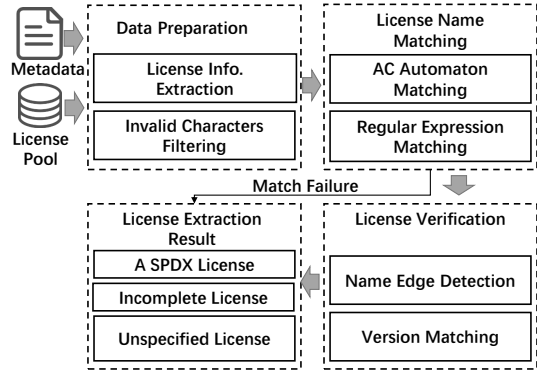 Metadata
License
Pool
Data Preparation
License Info.
Extraction
Invalid Characters
Filtering
License Name
Matching
AC Automaton
Matching
Regular Expression
Matching
Match Failure
License Extraction
Result
A SPDX License
Incomplete License
Unspecified License
License Verification
Name Edge Detection
Version Matching